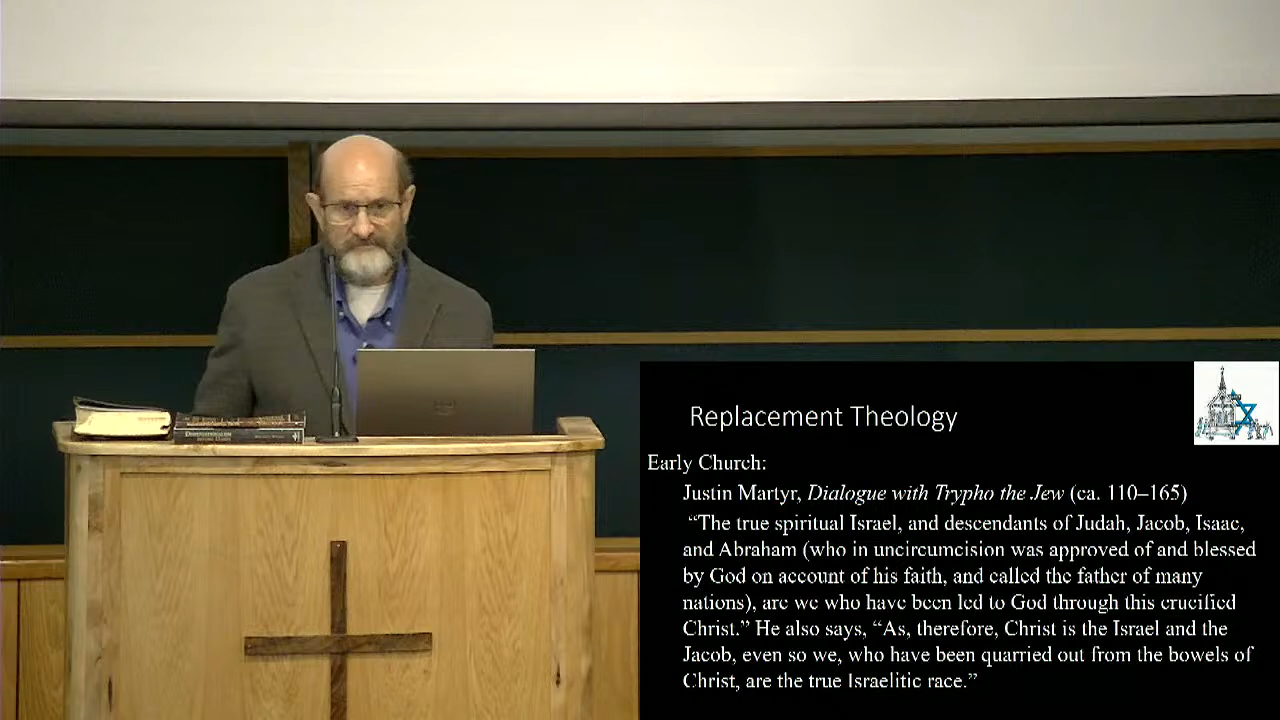 Replacement Theology
Early Church:
Justin Martyr, Dialogue with Trypho the Jew (ca. 110–165)
“The true spiritual Israel, and descendants of Judah, Jacob, Isaac,
and Abraham (who in uncircumcision was approved of and blessed
by God on account of his faith, and called the father of many
nations), are we who have been led to God through this crucified
Christ.” He also says, “As, therefore, Christ is the Israel and the
Jacob, even so we, who have been quarried out from the bowels of
Christ, are the true Israelitic race.”